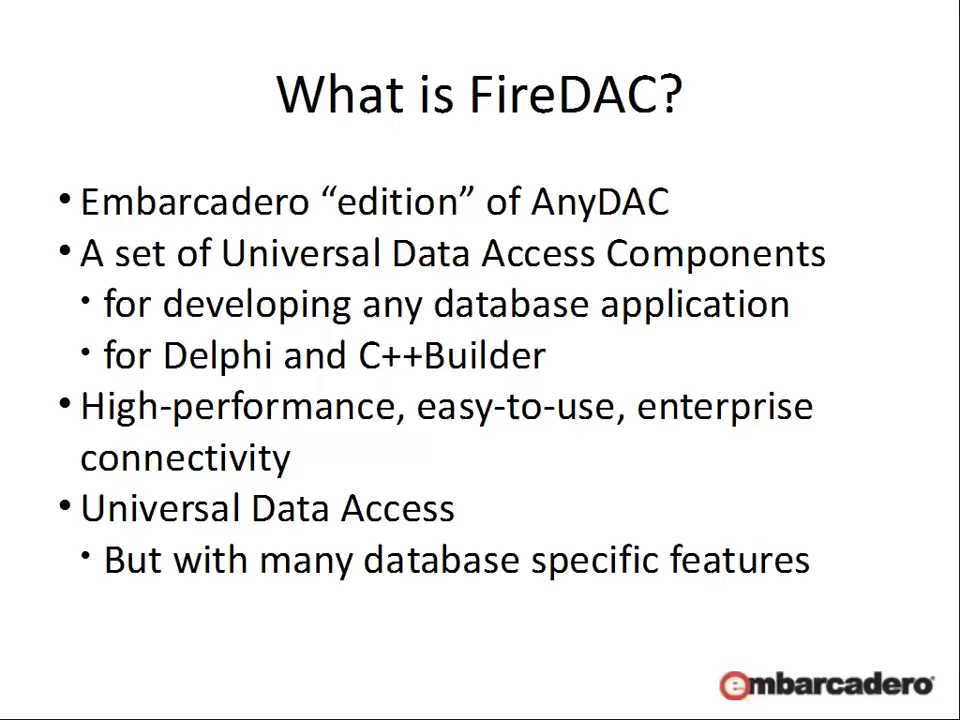 What is FireDAC?
• Embarcadero “edition” of AnyDAC
• A set of Universal Data Access Components
• for developing any database application
• for Delphi and C++Builder
• High-performance, easy-to-use, enterprise
connectivity
• Universal Data Access
• But with many database specific features
embarcadero®